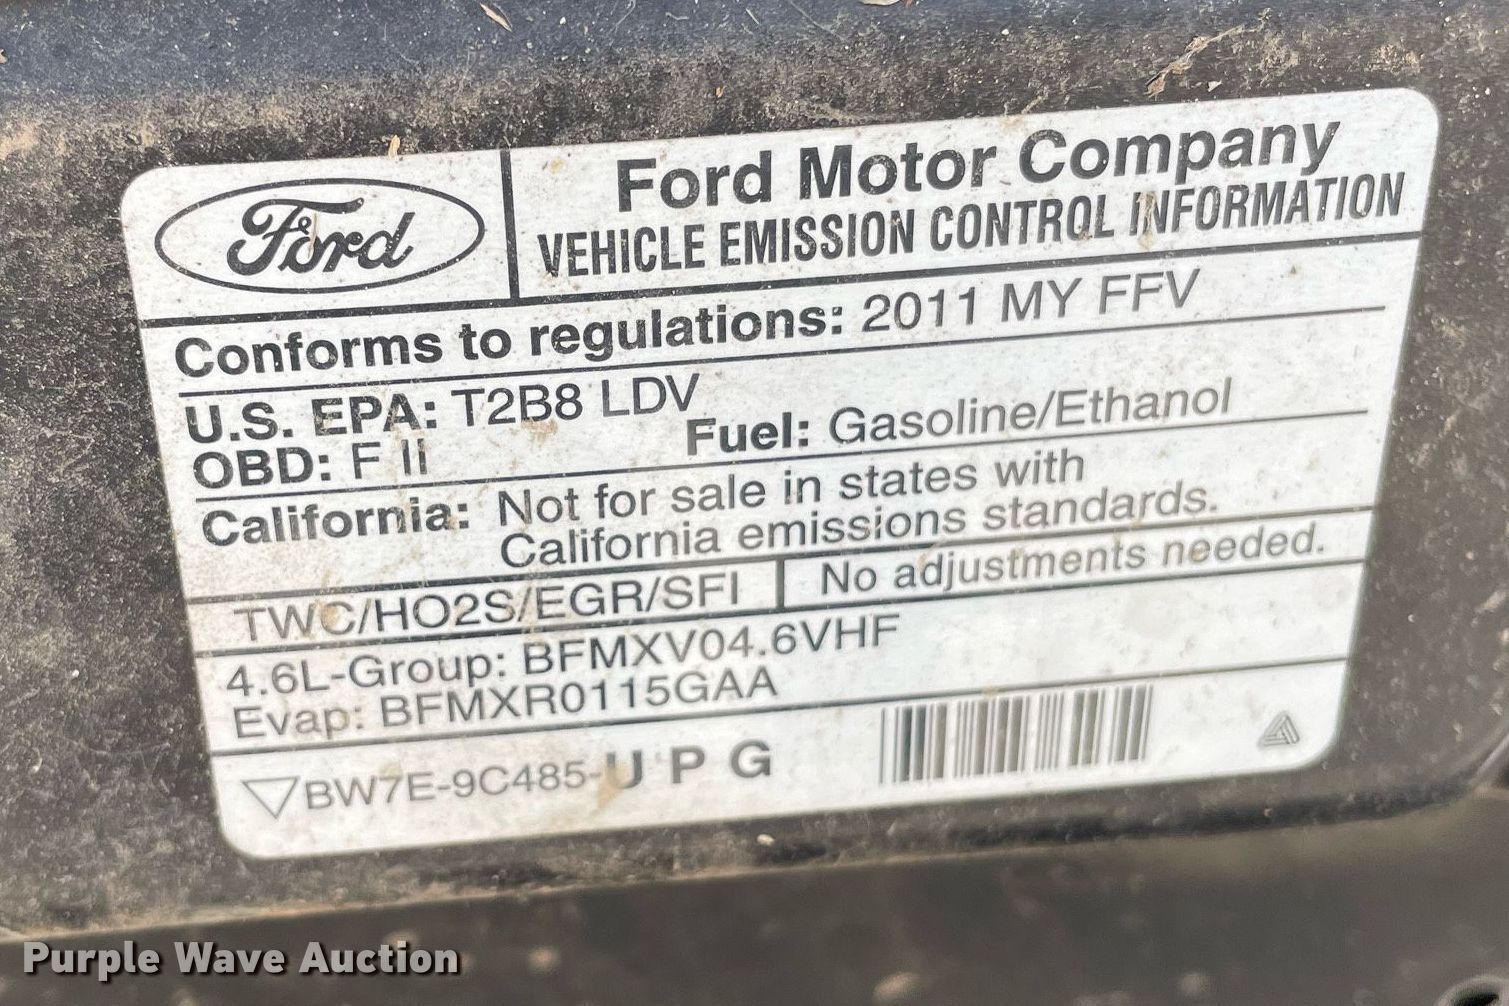 Ford
Ford Motor Company
VEHICLE EMISSION CONTROL INFORMATION
Conforms to regulations: 2011 MY FFV
U.S. EPA: T2B8 LDV
OBD: F II
Fuel: Gasoline/Ethanol
California: Not for sale in states with
California emissions standards.
TWC/HO2S/EGR/SFI
No adjustments needed.
4.6L-Group: BFMXV04.6VHF
Evap: BFMXR0115GAA
BW7E-9C485-U P G
Purple Wave Auction